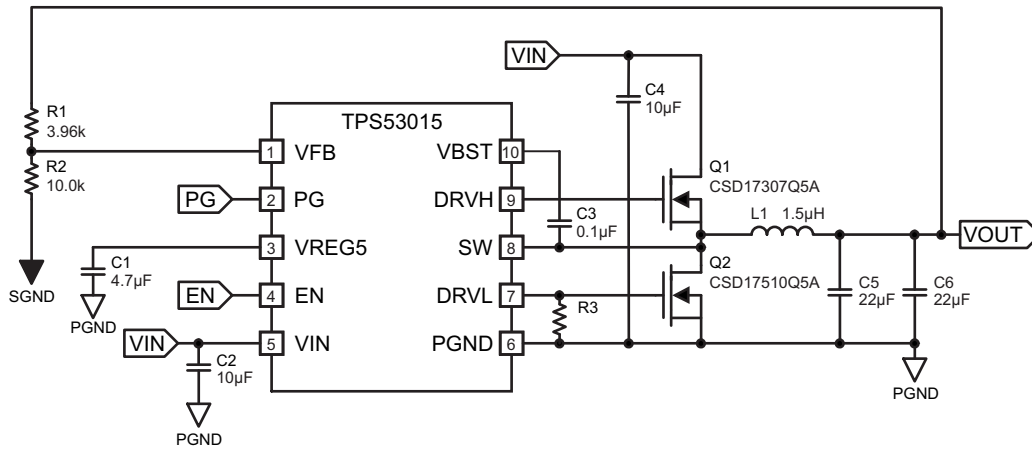 VIN
C4
10µF
R1
3.96k
TPS53015
R2
10.0k
1
VFB
VBST
10
Q1
CSD17307Q5A
PG
2
PG
DRVH
9
L1 1.5µH
C3
0.1µF
VOUT
3
VREG5
SW
8
C1
4.7µF
Q2
CSD17510Q5A
SGND
EN
4
EN
DRVL
7
R3
C5
22µF
C6
22µF
PGND
VIN
5
VIN
PGND
6
C2
10µF
PGND
PGND